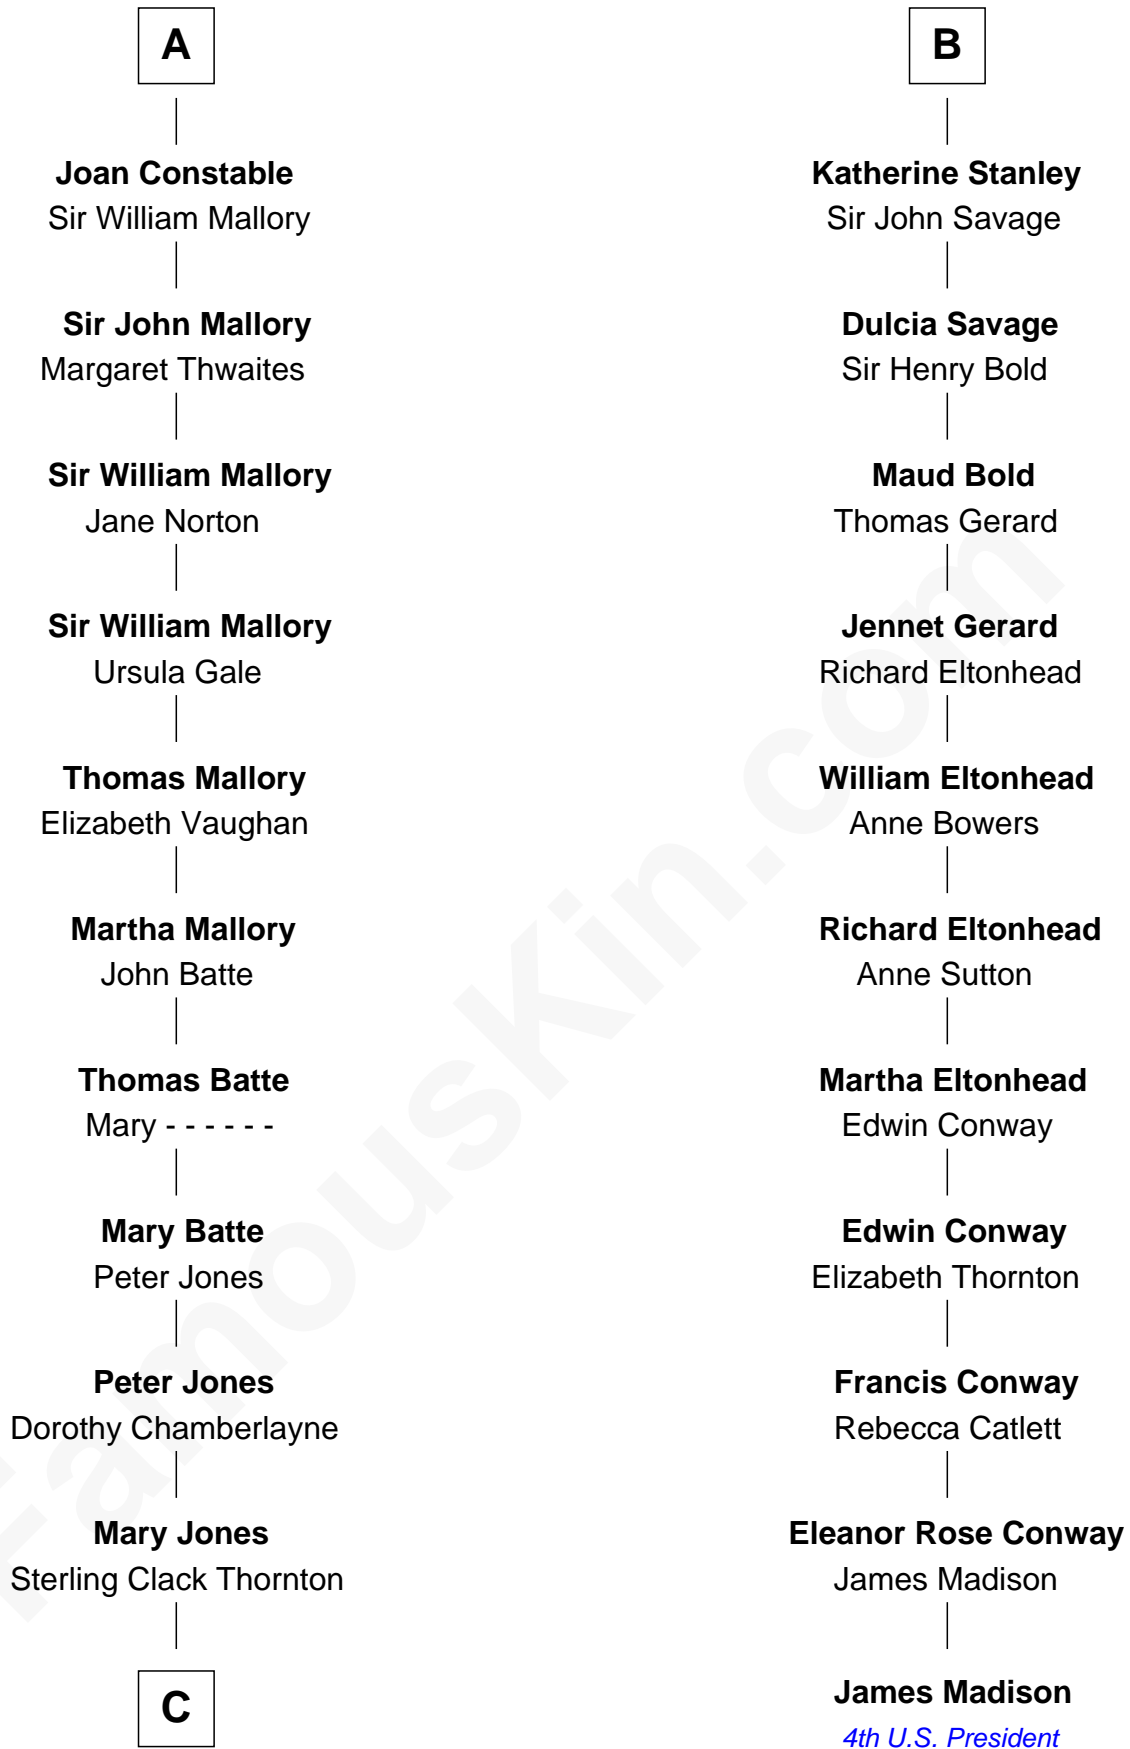 A
Joan Constable
Sir William Mallory
Sir John Mallory
Margaret Thwaites
Sir William Mallory
Jane Norton
Sir William Mallory
Ursula Gale
Thomas Mallory
Elizabeth Vaughan
Martha Mallory
John Batte
Thomas Batte
Mary - - - - - -
Mary Batte
Peter Jones
Peter Jones
Dorothy Chamberlayne
Mary Jones
Sterling Clack Thornton
C
B
Katherine Stanley
Sir John Savage
Dulcia Savage
Sir Henry Bold
Maud Bold
Thomas Gerard
Jennet Gerard
Richard Eltonhead
William Eltonhead
Anne Bowers
Richard Eltonhead
Anne Sutton
Martha Eltonhead
Edwin Conway
Edwin Conway
Elizabeth Thornton
Francis Conway
Rebecca Catlett
Eleanor Rose Conway
James Madison
James Madison
4th U.S. President
FamousKin.com